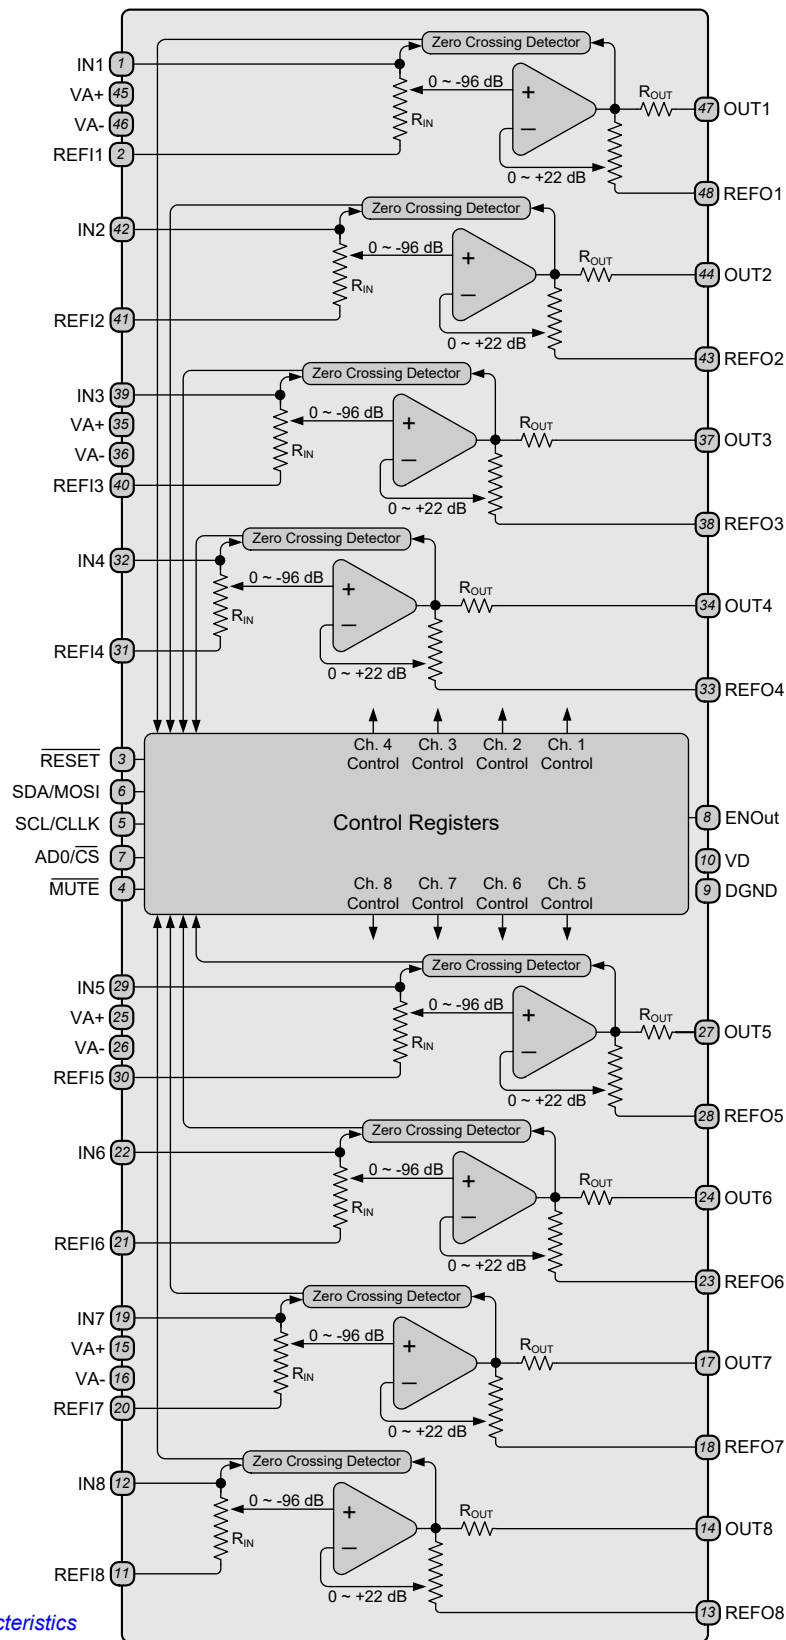 Zero Crossing Detector
IN1 1
VA+ 45
0 ~ -96 dB
+
ROUT
47 OUT1
VA- 46
RIN
–
REFI1 2
0 ~ +22 dB
48 REFO1
Zero Crossing Detector
IN2 42
0 ~ -96 dB
+
ROUT
44 OUT2
RIN
–
REFI2 41
0 ~ +22 dB
43 REFO2
Zero Crossing Detector
IN3 39
0 ~ -96 dB
+
VA+ 35
ROUT
37 OUT3
VA- 36
RIN
–
REFI3 40
0 ~ +22 dB
38 REFO3
Zero Crossing Detector
IN4 32
0 ~ -96 dB
+
ROUT
34 OUT4
RIN
–
REFI4 31
0 ~ +22 dB
33 REFO4
Ch. 4 Control
Ch. 3 Control
Ch. 2 Control
Ch. 1 Control
RESET 3
SDA/MOSI 6
SCL/CLLK 5
AD0/CS 7
MUTE 4
Control Registers
8 ENOut
10 VD
9 DGND
Ch. 8 Control
Ch. 7 Control
Ch. 6 Control
Ch. 5 Control
Zero Crossing Detector
IN5 29
VA+ 25
0 ~ -96 dB
+
ROUT
27 OUT5
VA- 26
RIN
–
REFI5 30
0 ~ +22 dB
28 REFO5
Zero Crossing Detector
IN6 22
0 ~ -96 dB
+
ROUT
24 OUT6
RIN
–
REFI6 21
0 ~ +22 dB
23 REFO6
Zero Crossing Detector
IN7 19
0 ~ -96 dB
+
VA+ 15
ROUT
17 OUT7
VA- 16
RIN
–
REFI7 20
0 ~ +22 dB
18 REFO7
Zero Crossing Detector
IN8 12
0 ~ -96 dB
+
ROUT
14 OUT8
RIN
–
REFI8 11
0 ~ +22 dB
13 REFO8
cteristics